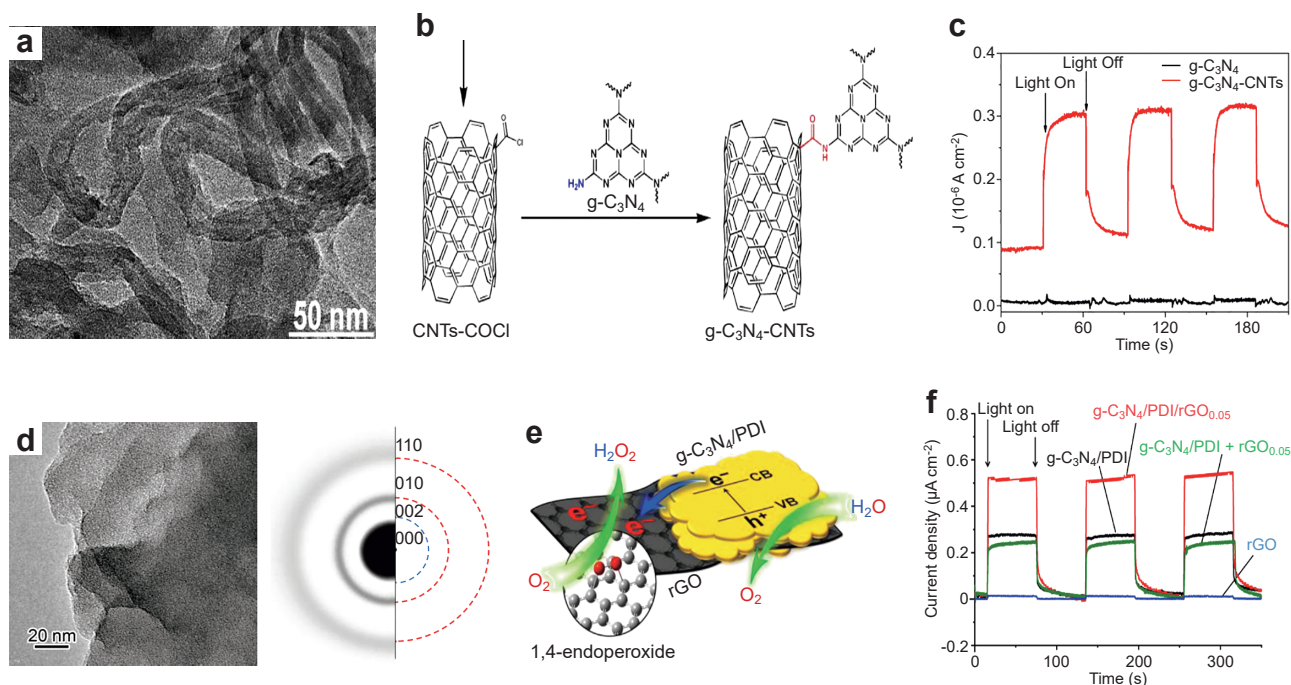 a
50 nm
b
O
Cl
H₂N
N
g-C₃N₄
CNTs-COCl
O
N
H
g-C₃N₄-CNTs
c
g-C₃N₄
g-C₃N₄-CNTs
Light On
Light Off
J (10⁻⁶ A cm⁻²)
0.4
0.3
0.2
0.1
0.0
0
60
120
180
Time (s)
d
20 nm
110
010
002
000
e
H₂O₂
g-C₃N₄/PDI
e⁻
CB
VB
h⁺
e⁻
e⁻
H₂O
O₂
rGO
O₂
1,4-endoperoxide
f
Light on
Light off
g-C₃N₄/PDI/rGO₀.₀₅
g-C₃N₄/PDI
g-C₃N₄/PDI + rGO₀.₀₅
rGO
Current density (µA cm⁻²)
0.8
0.6
0.4
0.2
0
-0.2
0
100
200
300
Time (s)